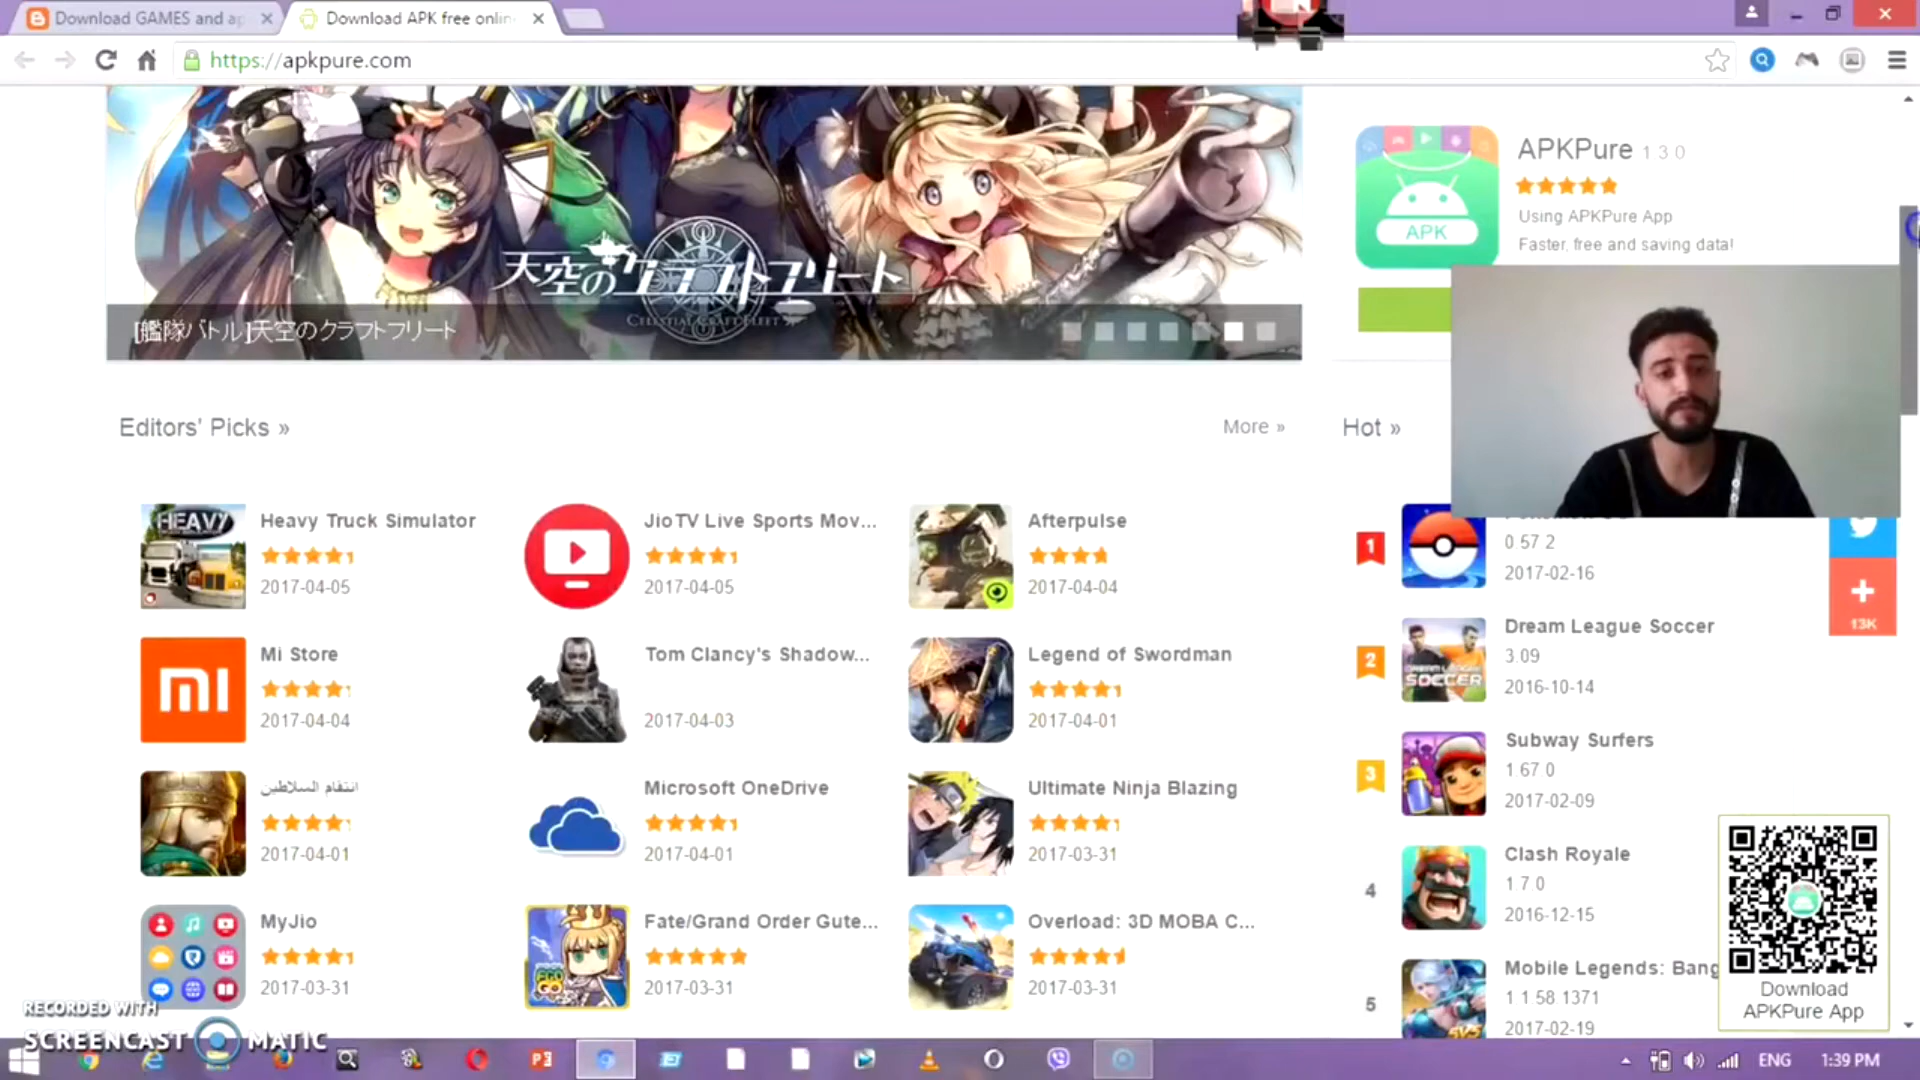 Download GAMES and ap
Download APK free onlin
https://apkpure.com
天空のクラフトフリート
CELESTIAL CRAFT FLEET
[艦隊バトル]天空のクラフトフリート
APKPure 1 3 0
APK
Using APKPure App
Faster, free and saving data!
Editors' Picks »
More »
Hot »
HEAVY
Heavy Truck Simulator
2017-04-05
JioTV Live Sports Mov...
2017-04-05
Afterpulse
2017-04-04
1
0 57 2
2017-02-16
13K
Mi Store
2017-04-04
Tom Clancy's Shadow...
2017-04-03
Legend of Swordman
2017-04-01
2
DREAM LEAGUE
SOCCER
Dream League Soccer
3.09
2016-10-14
3
Subway Surfers
1 67 0
2017-02-09
انتقام السلاطين
2017-04-01
Microsoft OneDrive
2017-04-01
Ultimate Ninja Blazing
2017-03-31
4
Clash Royale
1 7 0
2016-12-15
MyJio
2017-03-31
Fate/Grand Order Gute...
2017-03-31
Overload: 3D MOBA C...
2017-03-31
5
5V5
Mobile Legends: Bang
1 1 58 1371
2017-02-19
Download
APKPure App
RECORDED WITH
SCREENCAST MATIC
ENG
1:39 PM